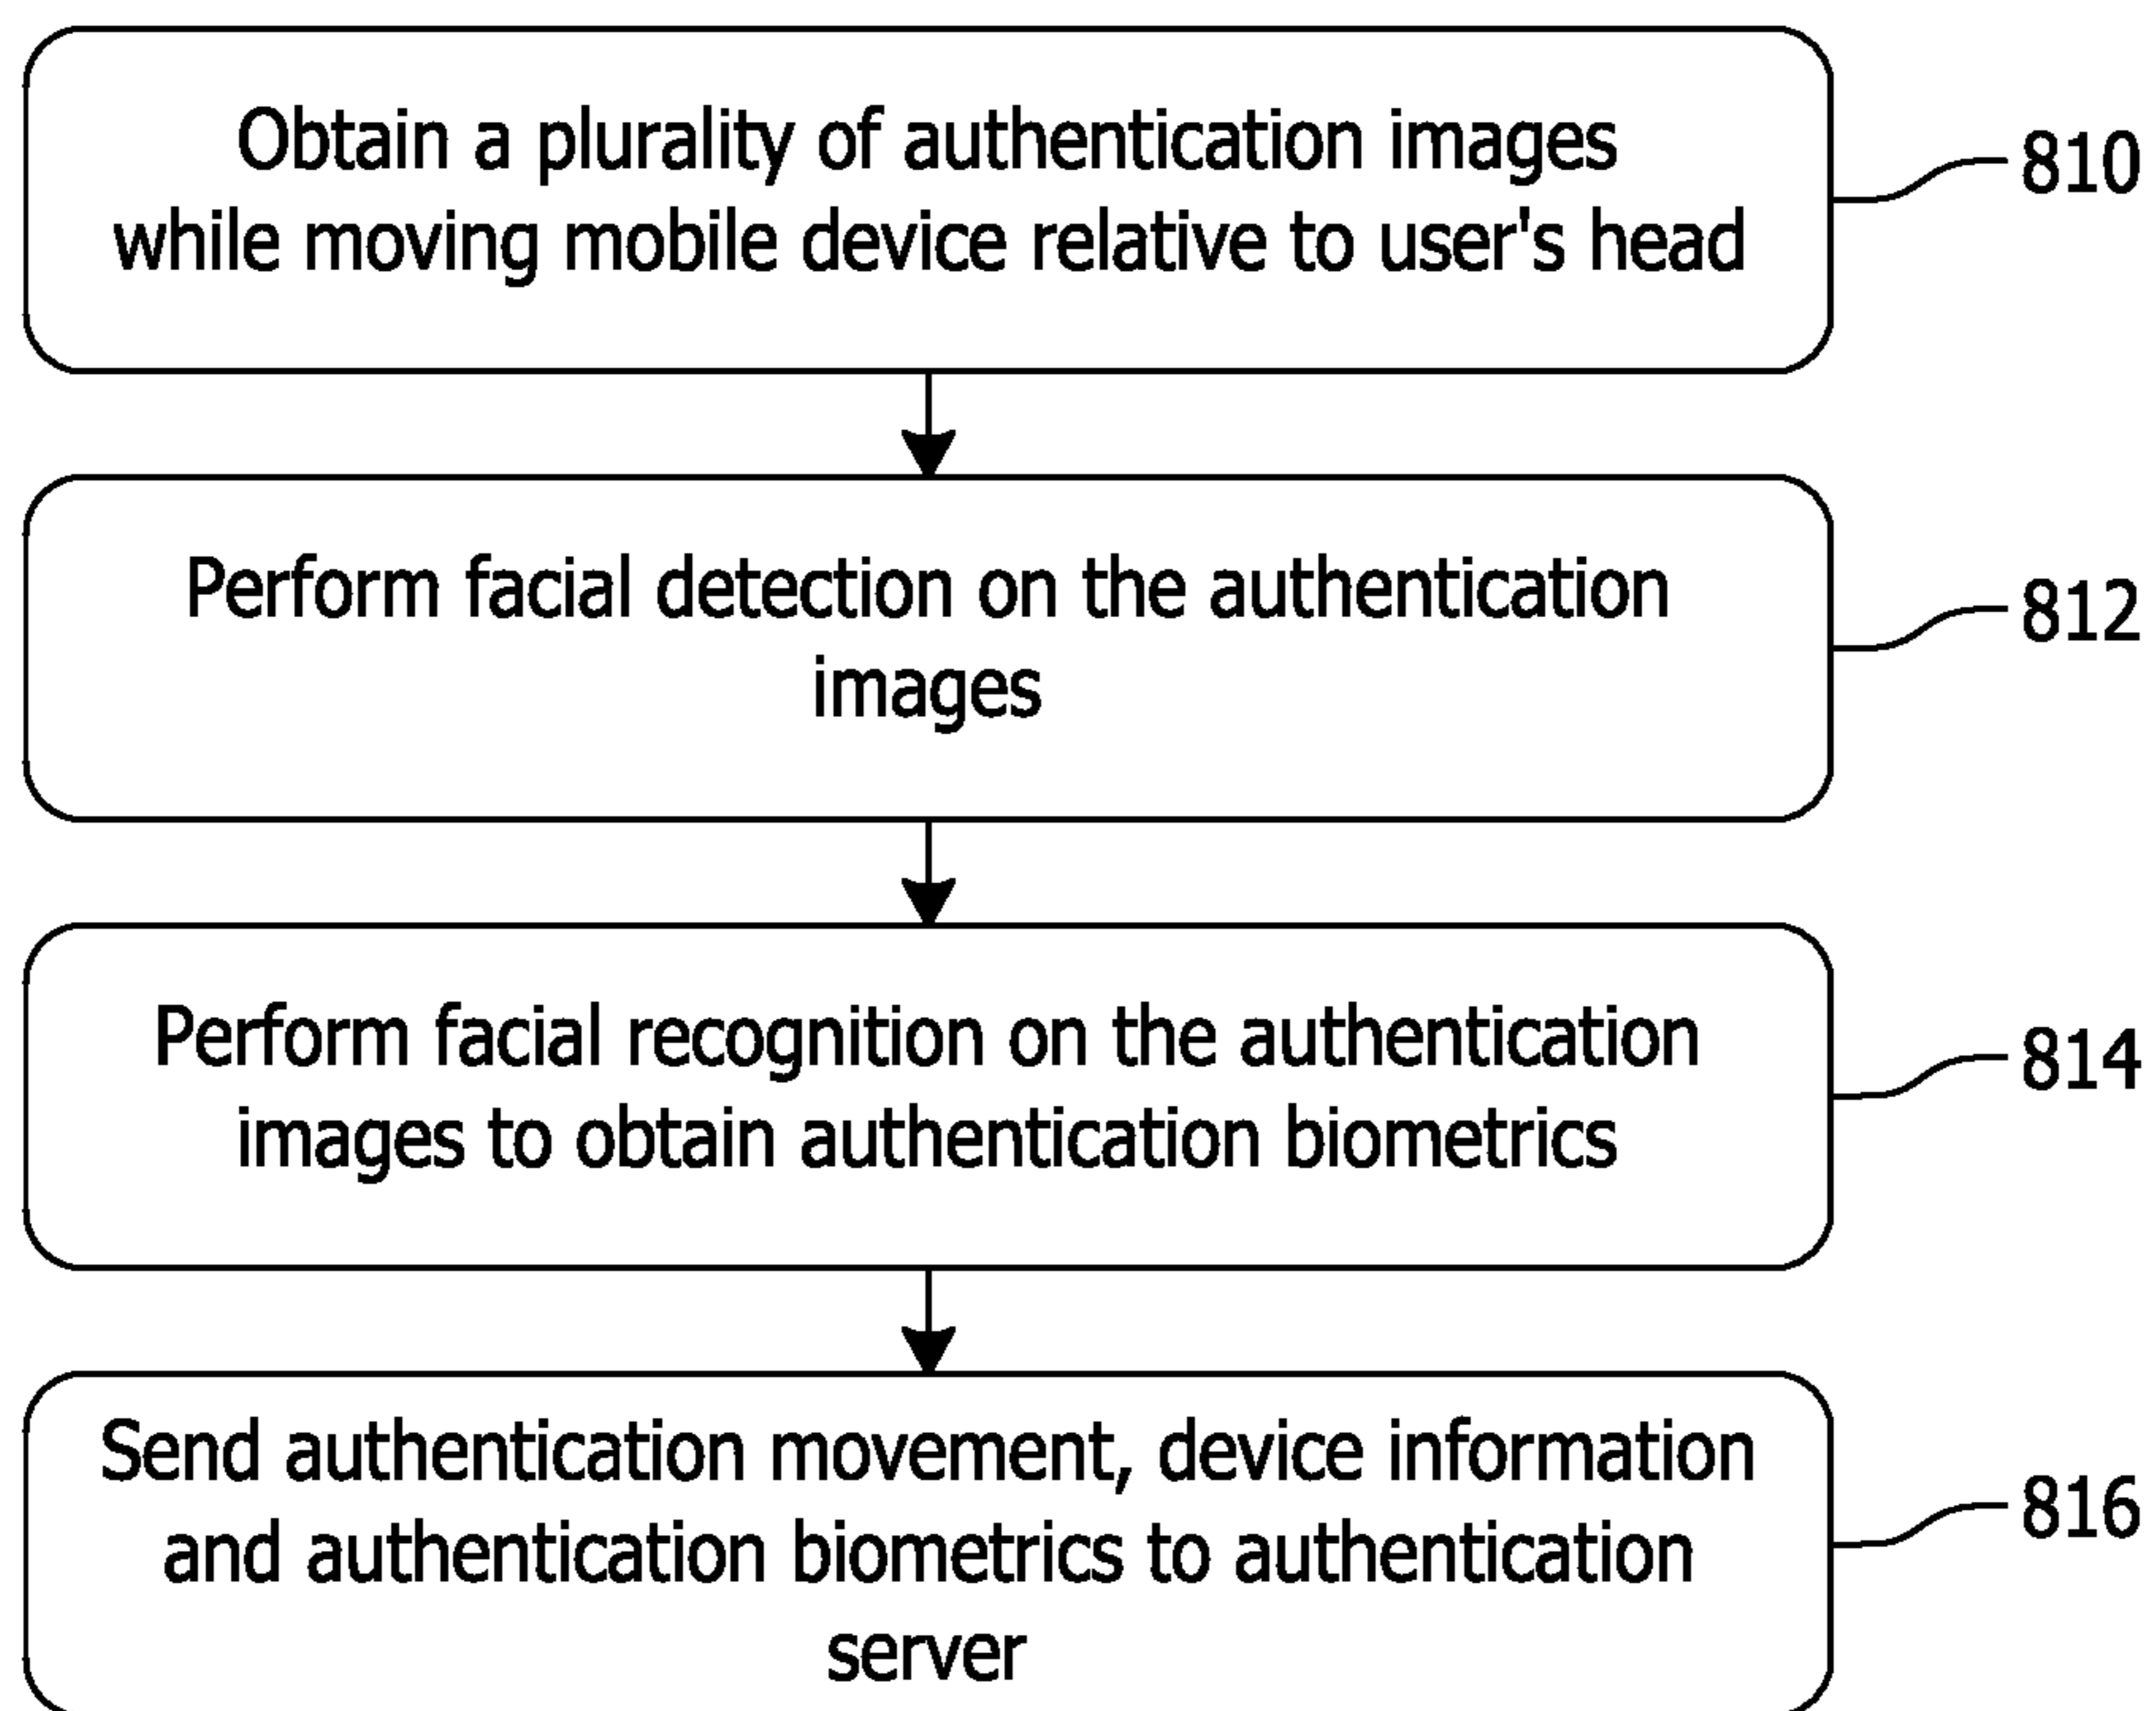 Obtain a plurality of authentication images
while moving mobile device relative to user's head
810
Perform facial detection on the authentication
images
812
Perform facial recognition on the authentication
images to obtain authentication biometrics
814
Send authentication movement, device information
and authentication biometrics to authentication
server
816